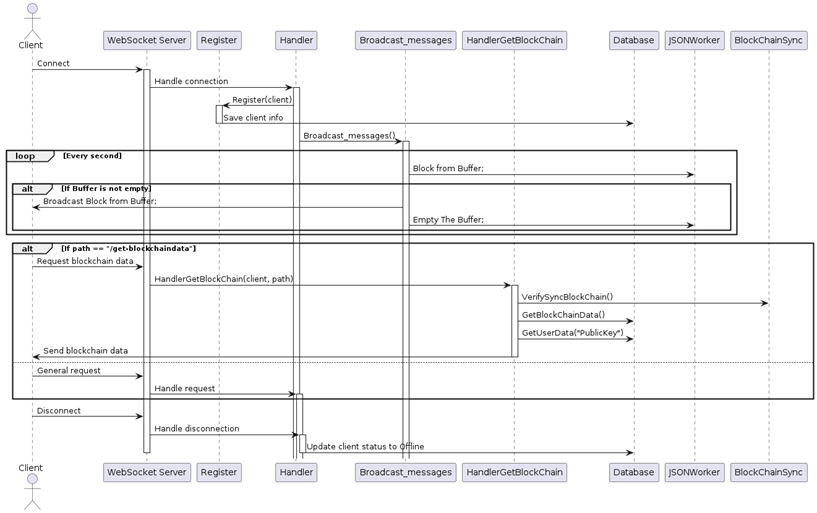 Client
WebSocket Server
Register
Handler
Broadcast_messages
HandlerGetBlockChain
Database
JSONWorker
BlockChainSync
Connect
Handle connection
Register(client)
Save client info
Broadcast_messages()
loop
[Every second]
Block from Buffer;
alt
[If Buffer is not empty]
Broadcast Block from Buffer;
Empty The Buffer;
alt
[If path == "/get-blockchaindata"]
Request blockchain data
HandlerGetBlockChain(client, path)
VerifySyncBlockChain()
GetBlockChainData()
GetUserData("PublicKey")
Send blockchain data
General request
Handle request
Disconnect
Handle disconnection
Update client status to Offline
Client
WebSocket Server
Register
Handler
Broadcast_messages
HandlerGetBlockChain
Database
JSONWorker
BlockChainSync